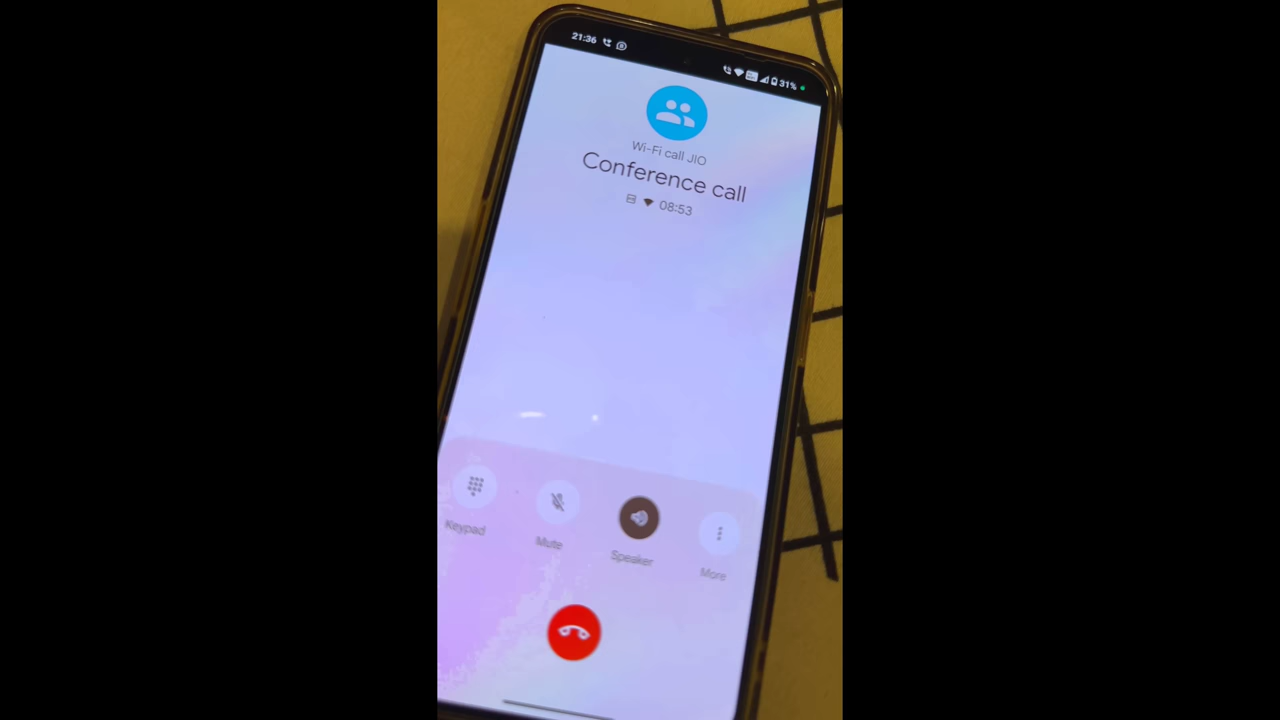 21:36 31%
Wi-Fi call JIO
Conference call
08:53
Keypad Mute Speaker More